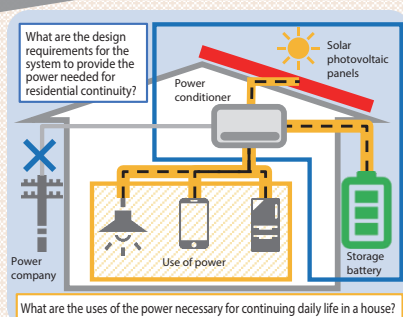 What are the design
requirements for the
system to provide the
power needed for
residential continuity?
Solar
photovoltaic
panels
Power
conditioner
Power
company
Use of power
Storage
battery
What are the uses of the power necessary for continuing daily life in a house?